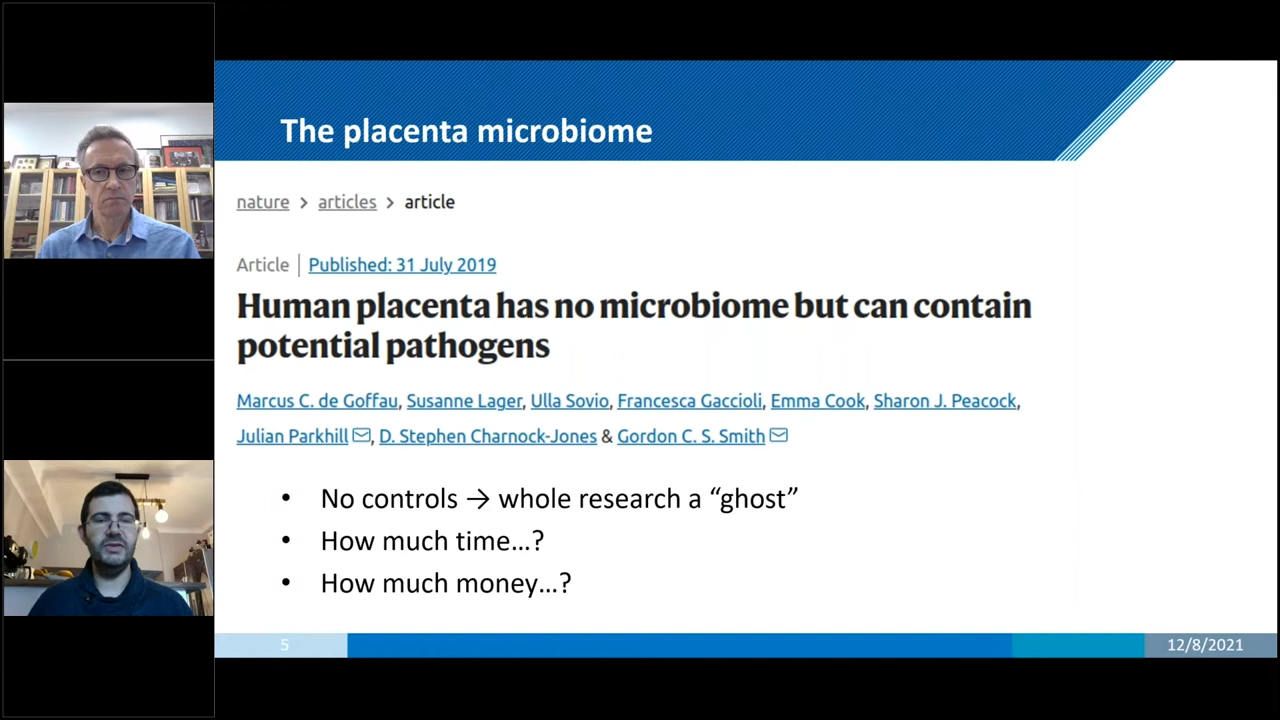 The placenta microbiome
nature > articles > article
Article | Published: 31 July 2019
Human placenta has no microbiome but can contain
potential pathogens
Marcus C. de Goffau, Susanne Lager, Ulla Sovio, Francesca Gaccioli, Emma Cook, Sharon J. Peacock,
Julian Parkhill, D. Stephen Charnock-Jones & Gordon C. S. Smith
• No controls → whole research a “ghost”
• How much time...?
• How much money...?
5
12/8/2021